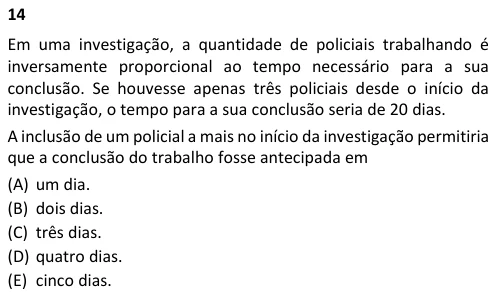 14
Em uma investigação, a quantidade de policiais trabalhando é
inversamente proporcional ao tempo necessário para a sua
conclusão. Se houvesse apenas três policiais desde o início da
investigação, o tempo para a sua conclusão seria de 20 dias.
A inclusão de um policial a mais no início da investigação permitiria
que a conclusão do trabalho fosse antecipada em
(A) um dia.
(B) dois dias.
(C) três dias.
(D) quatro dias.
(E) cinco dias.